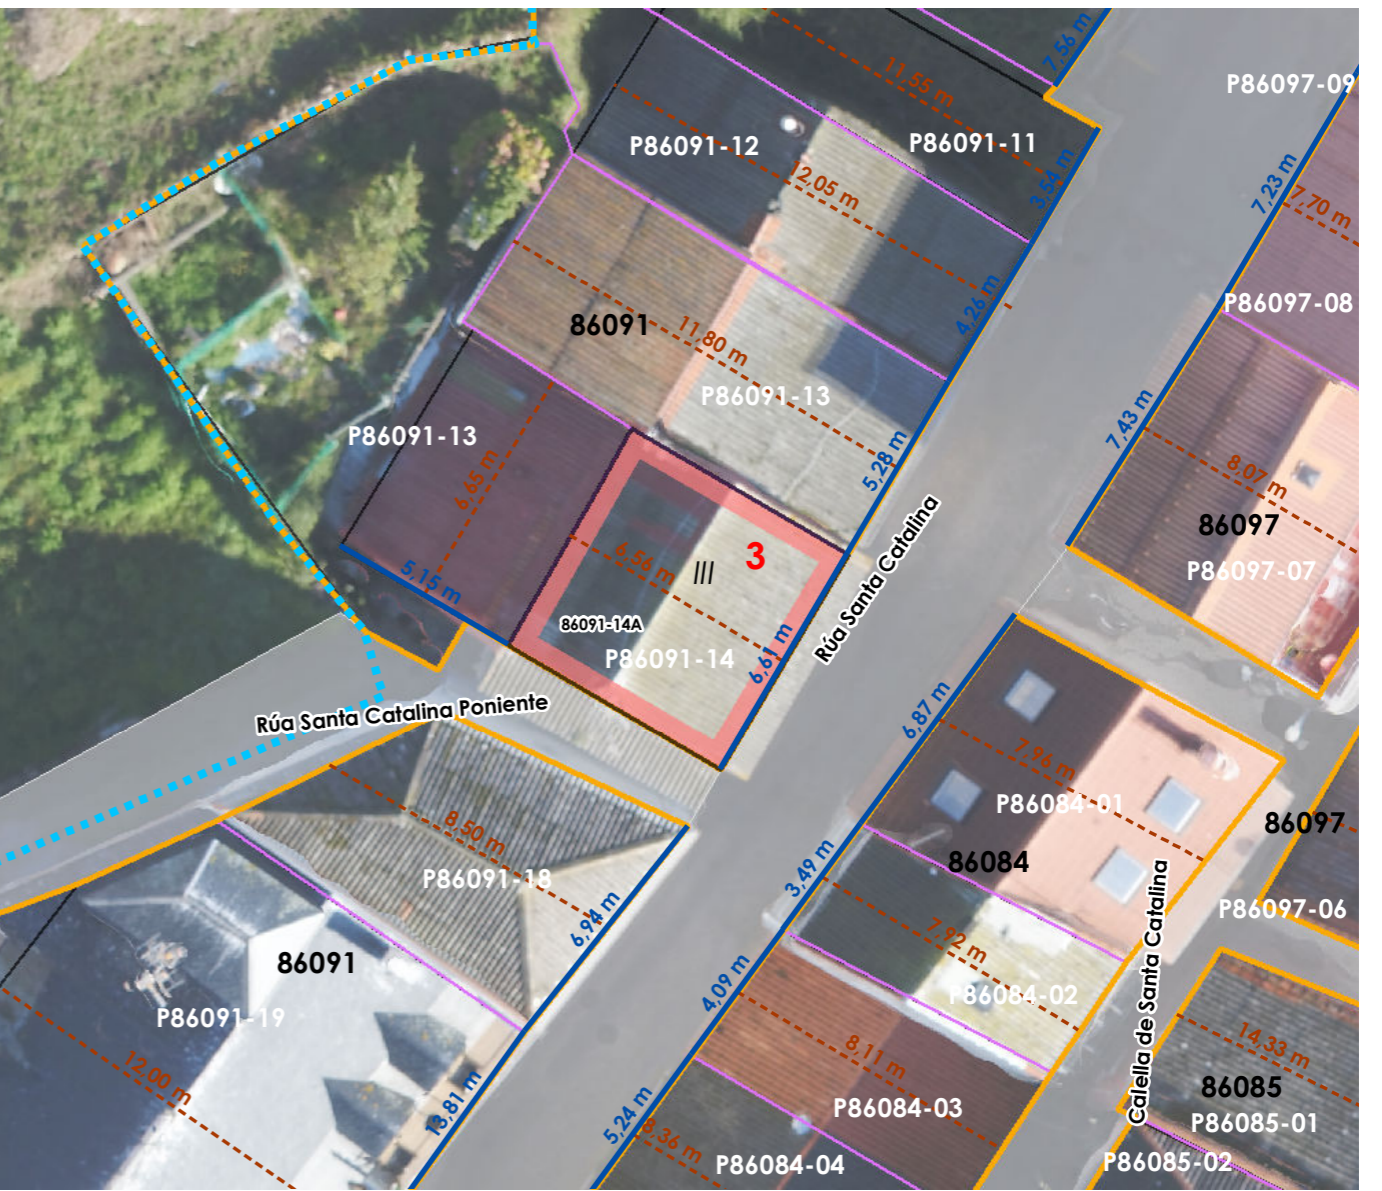 7,56 m
11,55 m
P86097-09
P86091-12
P86091-11
12,05 m
3,54 m
7,23 m
7,70 m
4,26 m
P86097-08
86091
11,80 m
P86091-13
P86091-13
7,43 m
5,28 m
6,65 m
8,07 m
86097
P86097-07
Rúa Santa Catalina
5,15 m
6,56 m
III
3
86091-14A
P86091-14
6,61 m
Rúa Santa Catalina Poniente
6,87 m
7,96 m
P86084-01
86097
8,50 m
P86091-18
3,49 m
86084
6,94 m
P86097-06
7,92 m
86091
4,09 m
P86084-02
P86091-19
Calella de Santa Catalina
8,11 m
14,33 m
12,00 m
86085
13,81 m
P86084-03
P86085-01
5,24 m
8,36 m
P86084-04
P86085-02